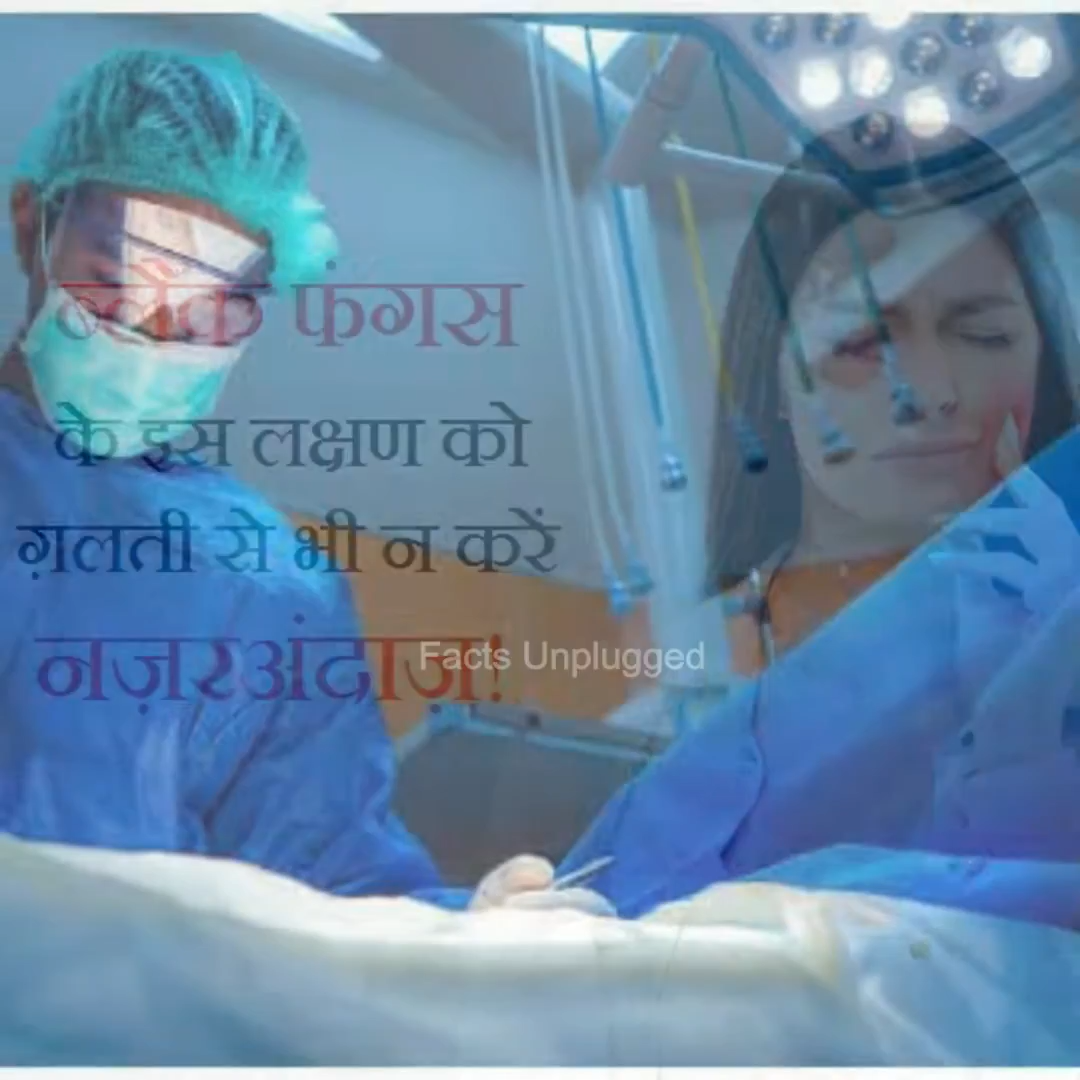 ब्लैक फंगस
के इस लक्षण को
ग़लती से भी न करें
नज़रअंदाज़!
Facts Unplugged